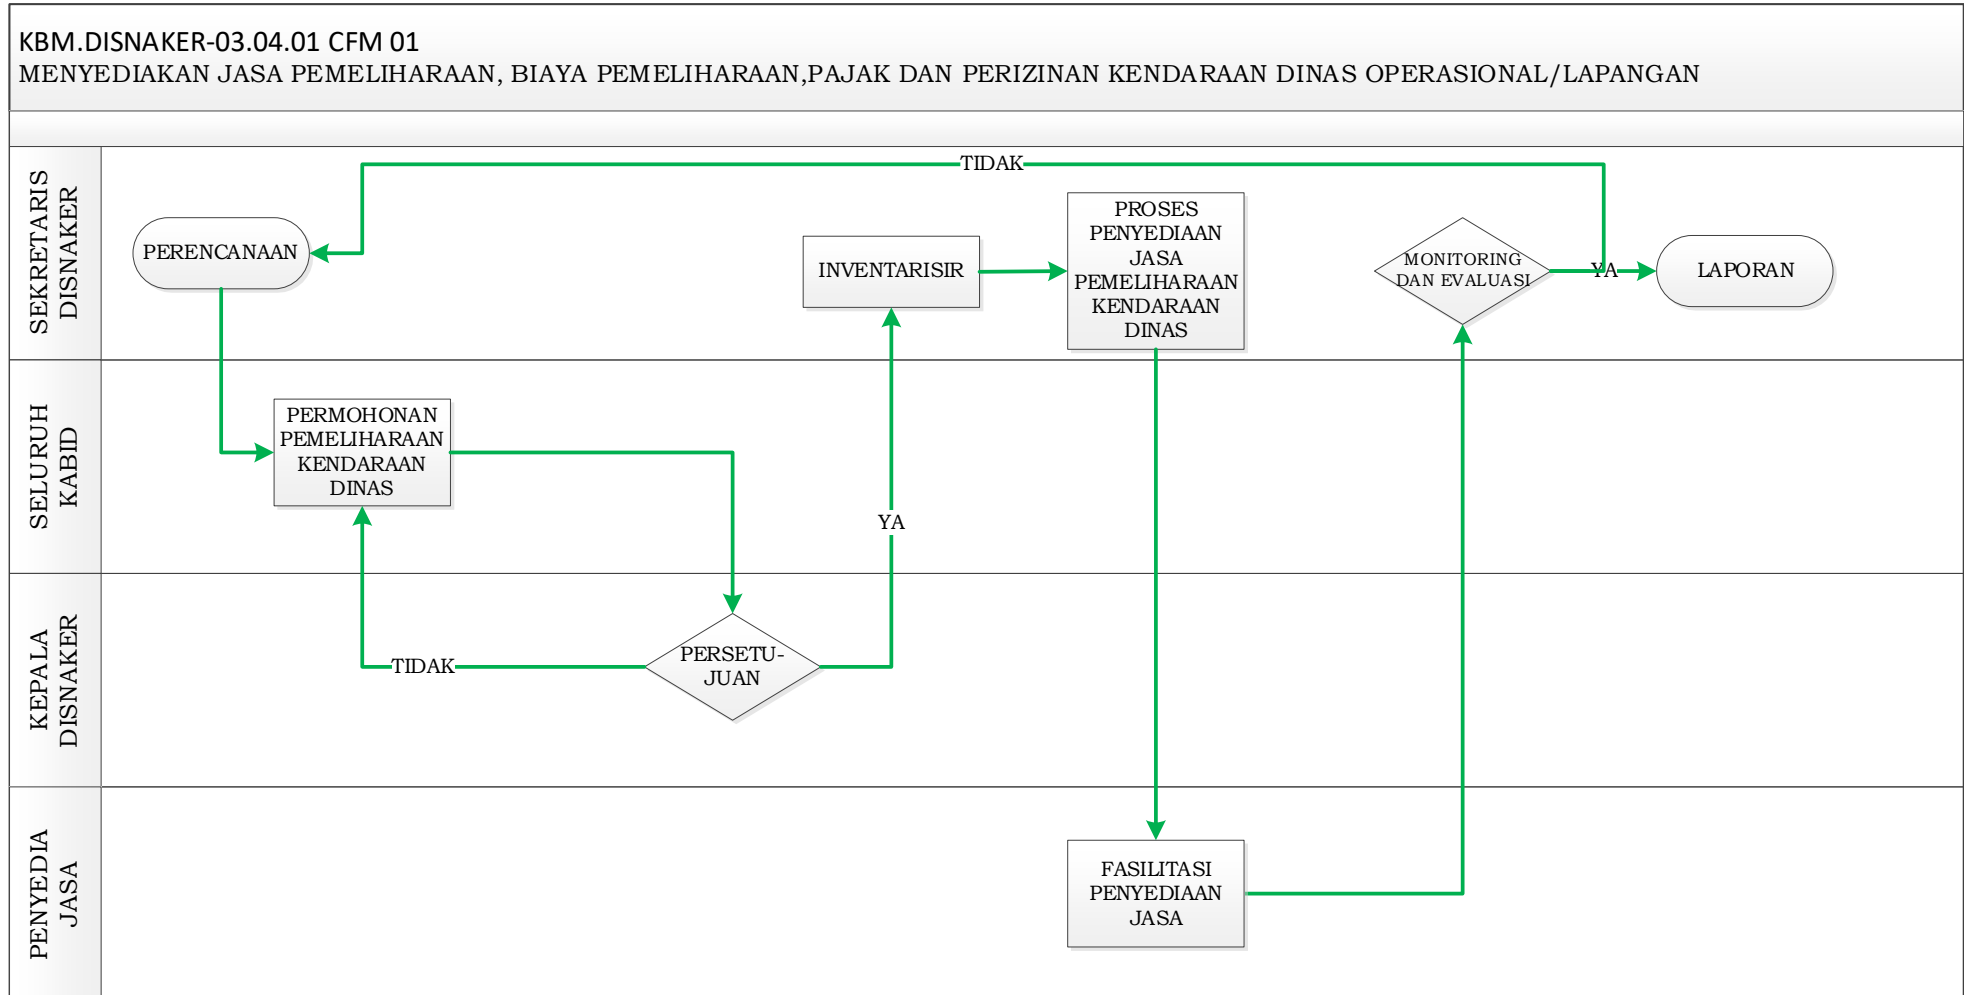 KBM.DISNAKER-03.04.01 CFM 01
MENYEDIAKAN JASA PEMELIHARAAN, BIAYA PEMELIHARAAN,PAJAK DAN PERIZINAN KENDARAAN DINAS OPERASIONAL/LAPANGAN
SEKRETARIS
DISNAKER
TIDAK
PERENCANAAN
INVENTARISIR
PROSES
PENYEDIAAN
JASA
PEMELIHARAAN
KENDARAAN
DINAS
MONITORING
DAN EVALUASI
YA
LAPORAN
SELURUH
KABID
PERMOHONAN
PEMELIHARAAN
KENDARAAN
DINAS
YA
KEPALA
DISNAKER
TIDAK
PERSETU-
JUAN
PENYEDIA
JASA
FASILITASI
PENYEDIAAN
JASA